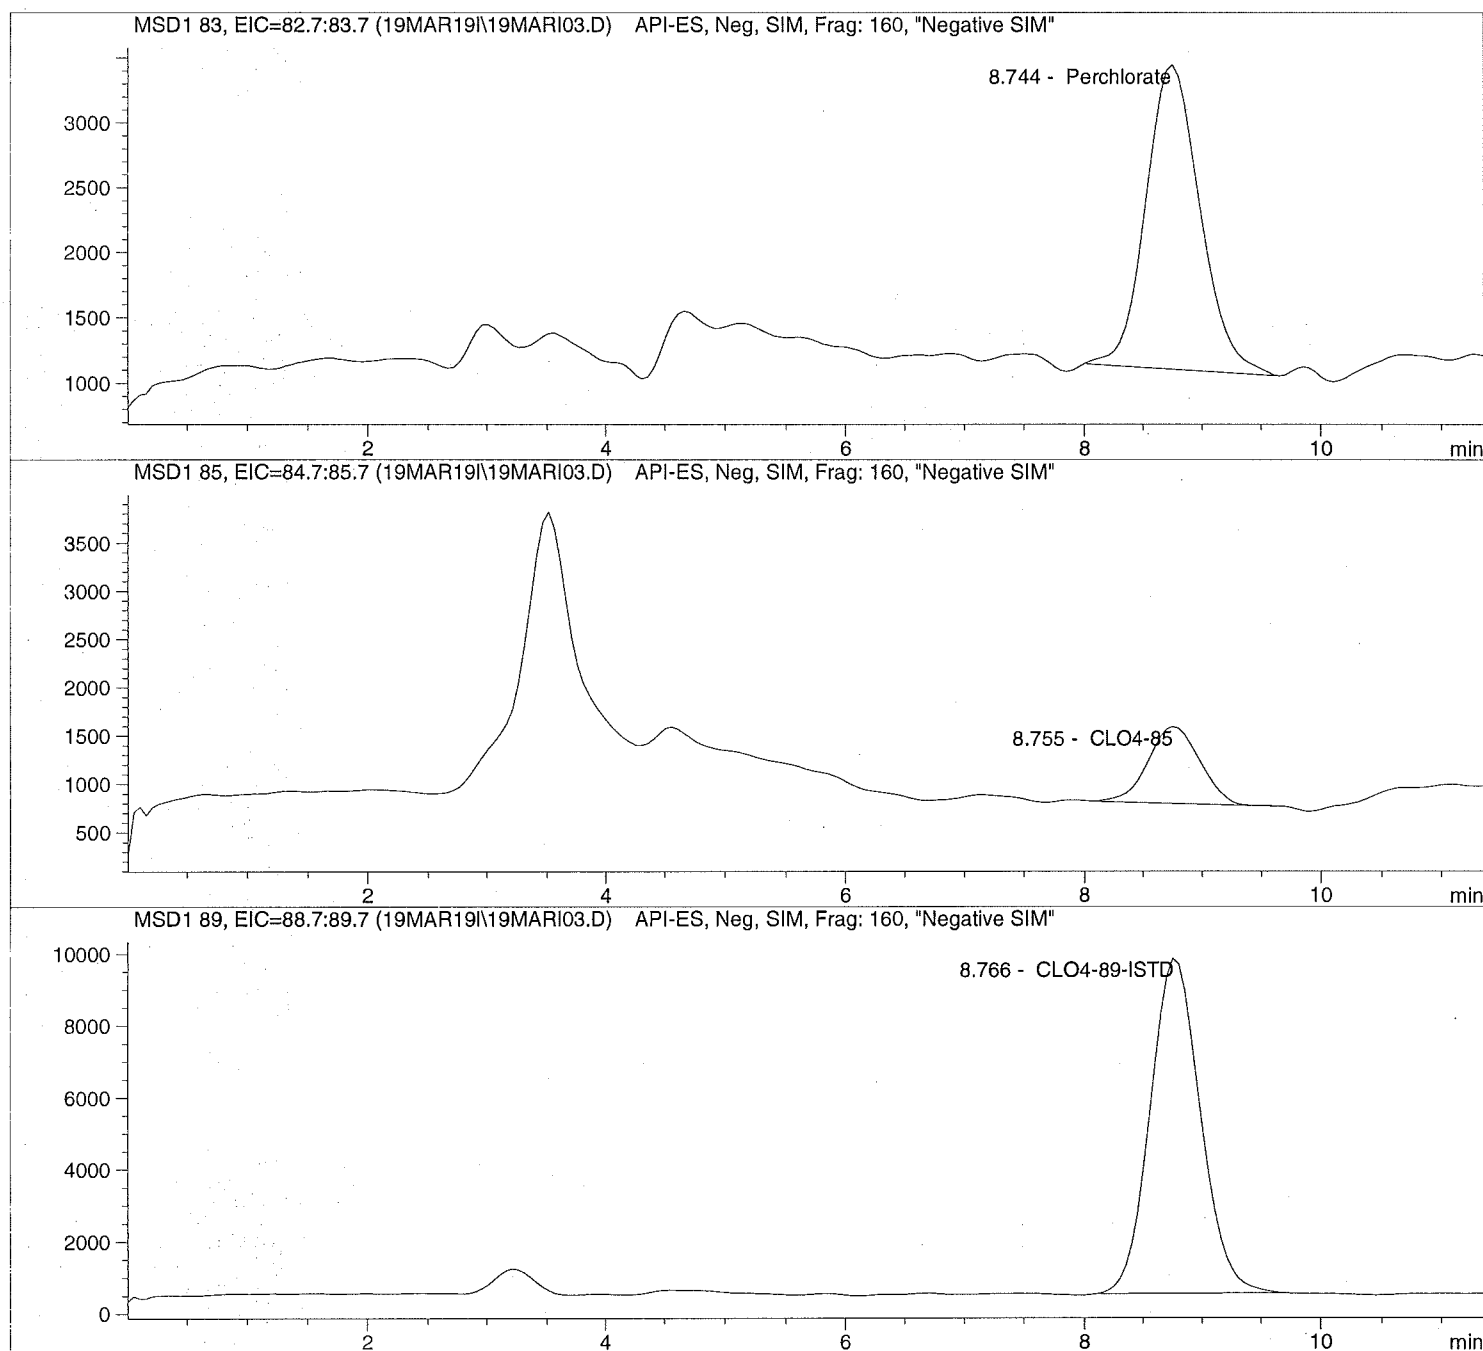 MSD1 83, EIC=82.7:83.7 (19MAR19I\19MARI03.D) API-ES, Neg, SIM, Frag: 160, "Negative SIM"
8.744 - Perchlorate
3000
2500
2000
1500
1000
2 4 6 8 10 min
MSD1 85, EIC=84.7:85.7 (19MAR19I\19MARI03.D) API-ES, Neg, SIM, Frag: 160, "Negative SIM"
3500
3000
2500
2000
1500
8.755 - CLO4-85
1000
500
2 4 6 8 10 min
MSD1 89, EIC=88.7:89.7 (19MAR19I\19MARI03.D) API-ES, Neg, SIM, Frag: 160, "Negative SIM"
10000
8.766 - CLO4-89-ISTD
8000
6000
4000
2000
0
2 4 6 8 10 min